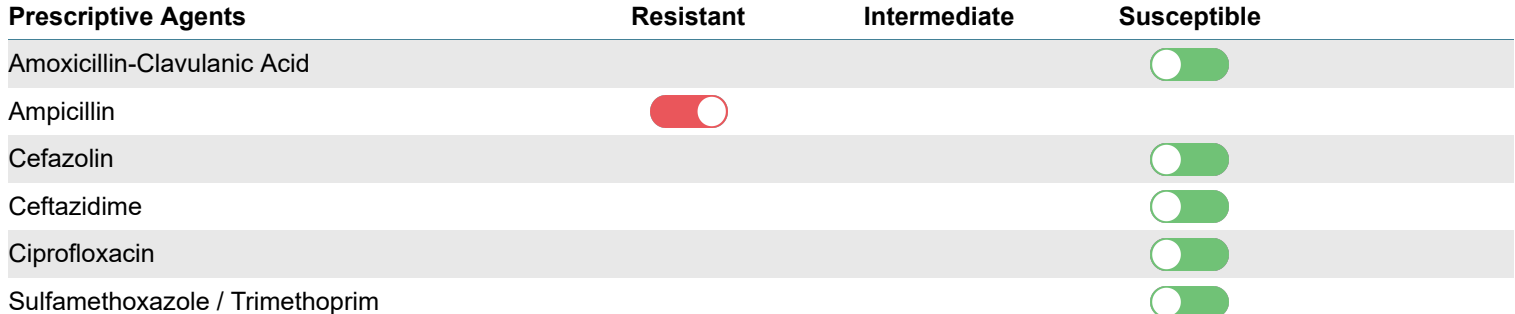 Prescriptive Agents Resistant Intermediate Susceptible
Amoxicillin-Clavulanic Acid
Ampicillin
Cefazolin
Ceftazidime
Ciprofloxacin
Sulfamethoxazole / Trimethoprim